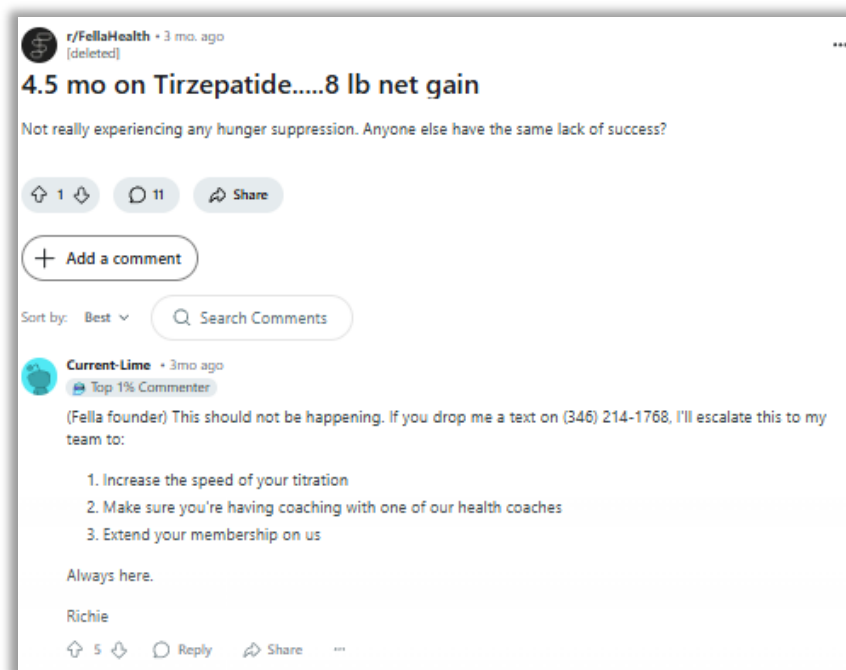 r/FellaHealth • 3 mo. ago
[deleted]
4.5 mo on Tirzepatide.....8 lb net gain
Not really experiencing any hunger suppression. Anyone else have the same lack of success?
1 11 Share
Add a comment
Sort by: Best Search Comments
Current-Lime • 3mo ago
Top 1% Commenter
(Fella founder) This should not be happening. If you drop me a text on (346) 214-1768, I'll escalate this to my
team to:
1. Increase the speed of your titration
2. Make sure you're having coaching with one of our health coaches
3. Extend your membership on us
Always here.
Richie
5 Reply Share ...